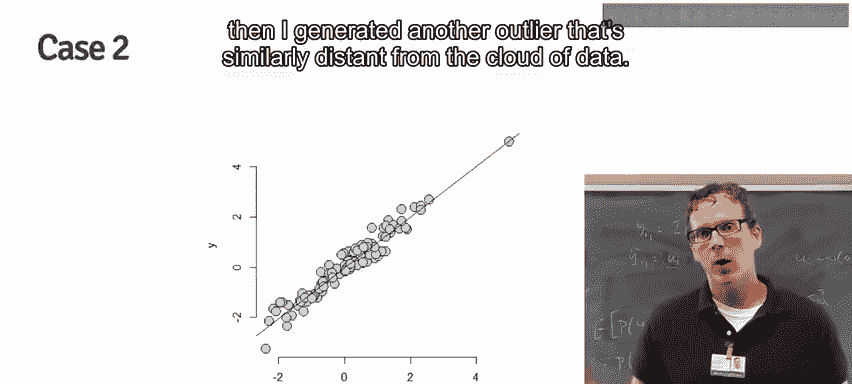 then I generated another outlier that's
similarly distant from the cloud of data.
Case 2
4
2
0
-2
y
-2 0 2 4